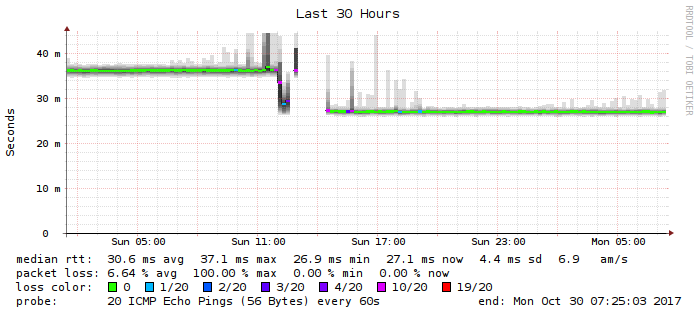 Last 30 Hours
RRDTOOL / TOBI OETIKER
Seconds
40 m
30 m
20 m
10 m
0
Sun 05:00 Sun 11:00 Sun 17:00 Sun 23:00 Mon 05:00
median rtt: 30.6 ms avg 37.1 ms max 26.9 ms min 27.1 ms now 4.4 ms sd 6.9 am/s
packet loss: 6.64 % avg 100.00 % max 0.00 % min 0.00 % now
loss color: 0 1/20 2/20 3/20 4/20 10/20 19/20
probe: 20 ICMP Echo Pings (56 Bytes) every 60s end: Mon Oct 30 07:25:03 2017